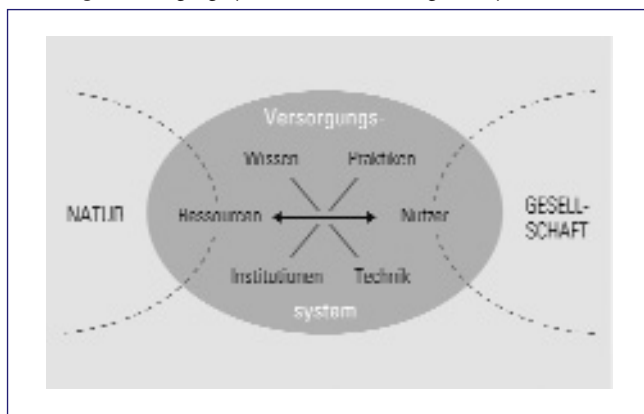 Versorgungs-
Wissen Praktiken
NATUR Ressourcen Nutzer GESELL-
SCHAFT
Institutionen Technik
system